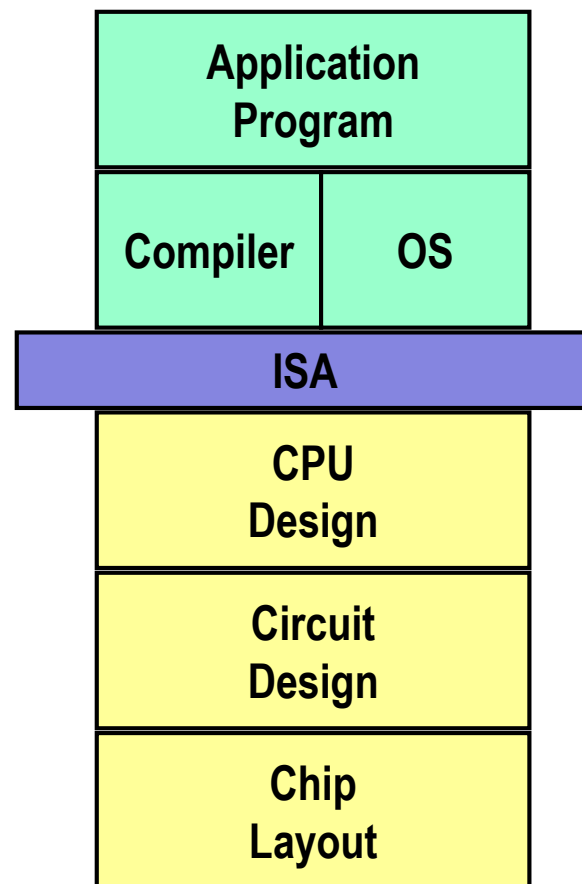 Application
Program
Compiler
OS
ISA
CPU
Design
Circuit
Design
Chip
Layout